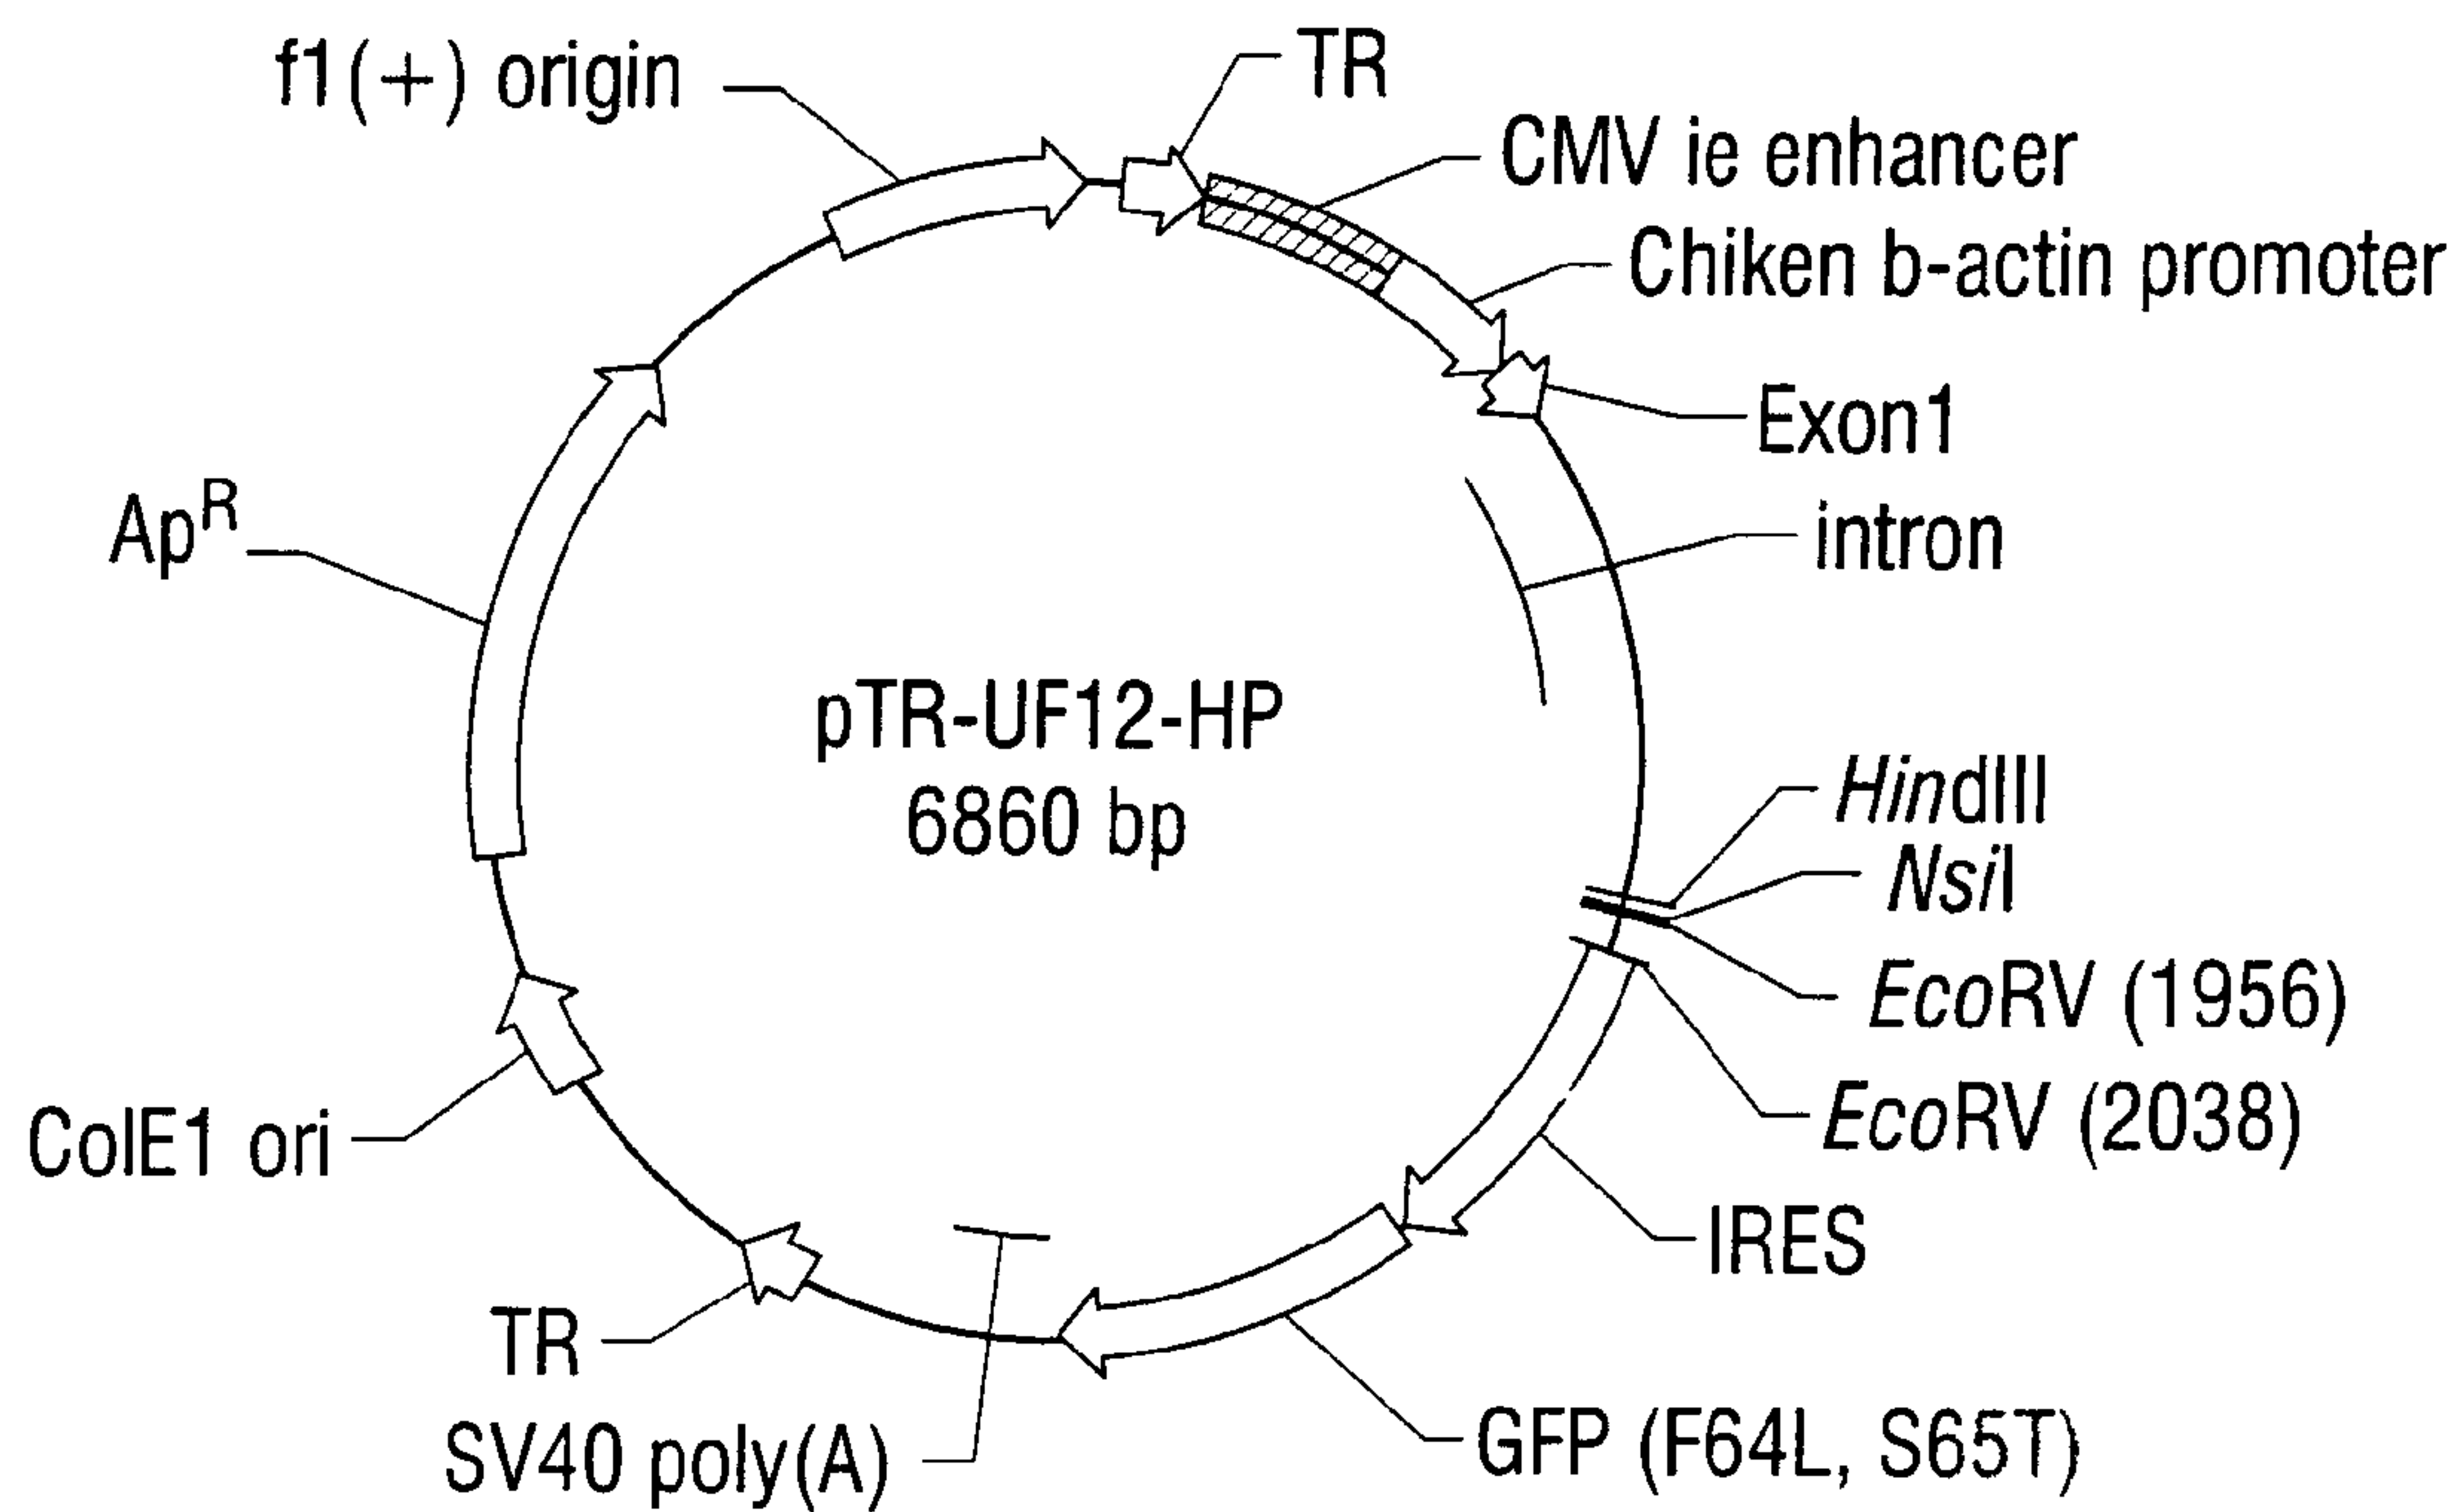 f1(+) origin
TR
CMV ie enhancer
Chiken b-actin promoter
Exon1
intron
Ap^R
pTR-UF12-HP
6860 bp
HindIII
NsiI
EcoRV (1956)
EcoRV (2038)
ColE1 ori
IRES
TR
SV40 poly(A)
GFP (F64L, S65T)